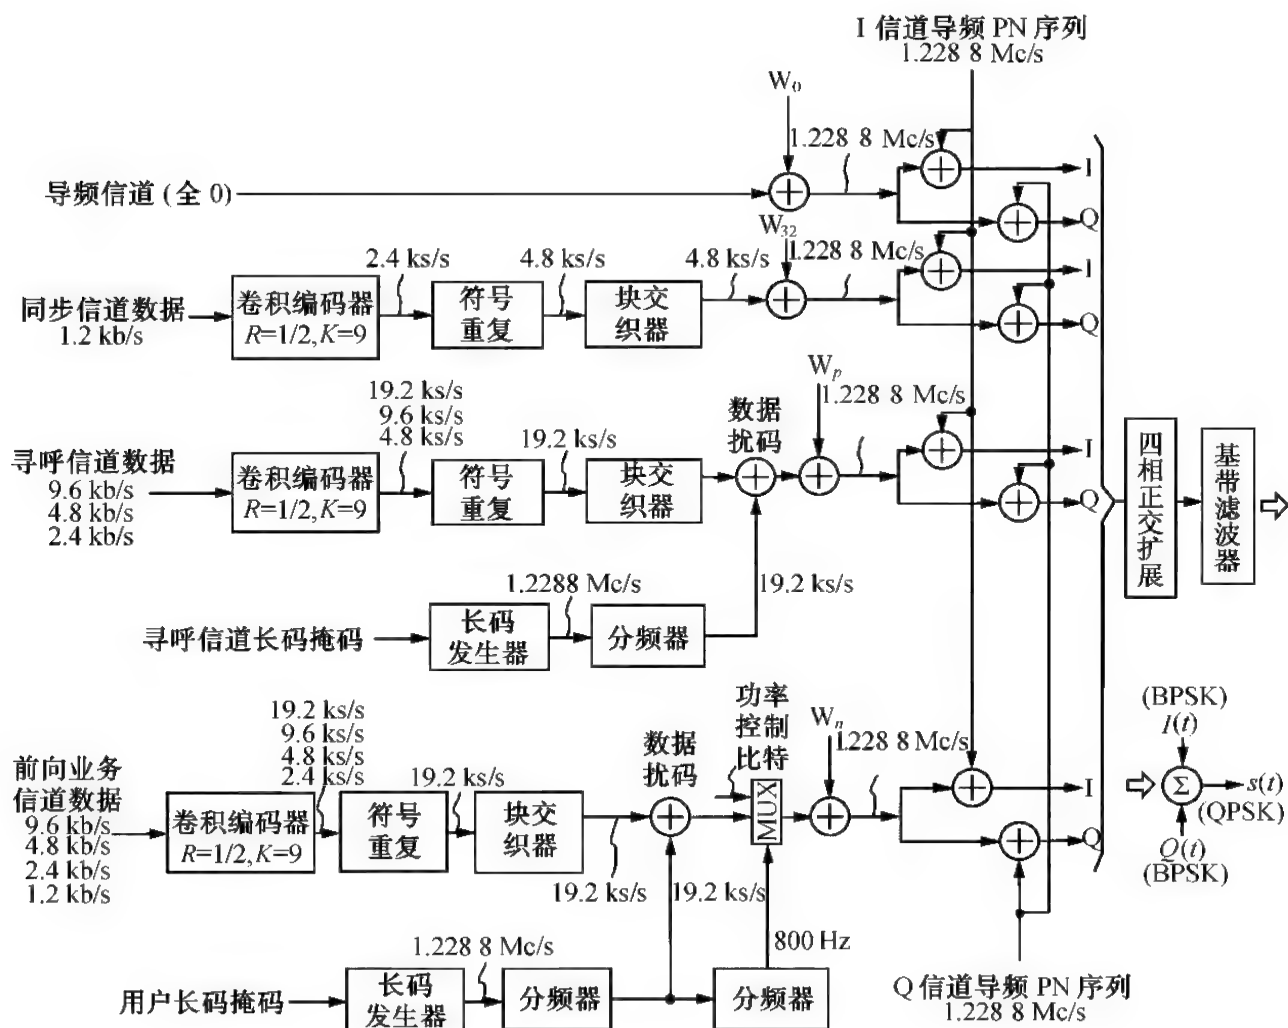 I 信道导频 PN 序列
1.228 8 Mc/s
W₀
1.228 8 Mc/s
导频信道 (全 0)
I
Q
W₃₂
1.228 8 Mc/s
2.4 ks/s
4.8 ks/s
4.8 ks/s
同步信道数据
1.2 kb/s
卷积编码器
R=1/2,K=9
符号
重复
块交
织器
I
Q
Wₚ
1.228 8 Mc/s
19.2 ks/s
9.6 ks/s
4.8 ks/s
19.2 ks/s
数据
扰码
寻呼信道数据
9.6 kb/s
4.8 kb/s
2.4 kb/s
卷积编码器
R=1/2,K=9
符号
重复
块交
织器
I
Q
四相正交扩展
基带滤波器
1.2288 Mc/s
19.2 ks/s
寻呼信道长码掩码
长码
发生器
分频器
19.2 ks/s
9.6 ks/s
4.8 ks/s
2.4 ks/s
19.2 ks/s
数据
扰码
功率
控制
比特
Wₙ
1.228 8 Mc/s
前向业务
信道数据
9.6 kb/s
4.8 kb/s
2.4 kb/s
1.2 kb/s
卷积编码器
R=1/2,K=9
符号
重复
块交
织器
MUX
I
Q
(BPSK)
I(t)
Σ
s(t)
(QPSK)
Q(t)
(BPSK)
19.2 ks/s
19.2 ks/s
800 Hz
1.228 8 Mc/s
用户长码掩码
长码
发生器
分频器
分频器
Q 信道导频 PN 序列
1.228 8 Mc/s